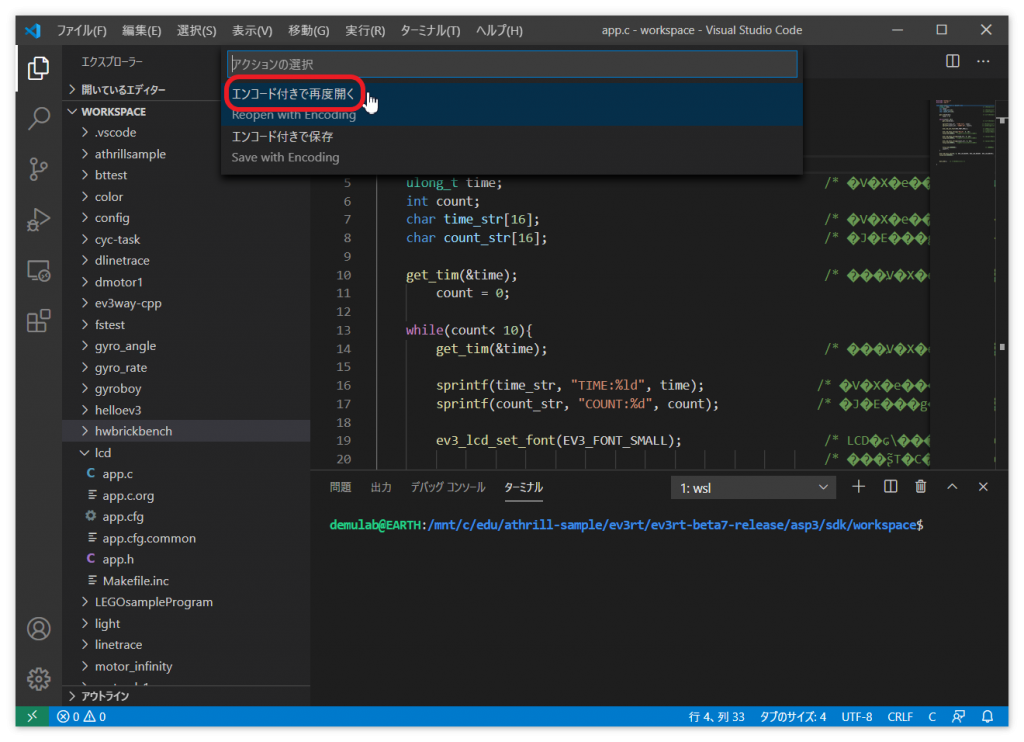 ファイル(F) 編集(E) 選択(S) 表示(V) 移動(G) 実行(R) ターミナル(T) ヘルプ(H) app.c - workspace - Visual Studio Code
エクスプローラー
アクションの選択
エンコード付きで再度開く
Reopen with Encoding
エンコード付きで保存
Save with Encoding
開いているエディター
WORKSPACE
.vscode
athrillsample
bttest
color
config
cyc-task
dlinetrace
dmotor1
ev3way-cpp
fstest
gyro_angle
gyro_rate
gyroboy
helloev3
hwbrickbench
lcd
C app.c
app.c.org
app.cfg
app.cfg.common
C app.h
Makefile.inc
LEGOsampleProgram
light
linetrace
motor_infinity
アウトライン
5 ulong_t time; /* �V�X�e��
6 int count;
7 char time_str[16]; /* �V�X�e��
8 char count_str[16]; /* �J�E���g
9
10 get_tim(&time); /* ���V�X�
11 count = 0;
12
13 while(count< 10){
14 get_tim(&time); /* ���V�X�
15
16 sprintf(time_str, "TIME:%ld", time); /* �V�X�e��
17 sprintf(count_str, "COUNT:%d", count); /* �J�E���g
18
19 ev3_lcd_set_font(EV3_FONT_SMALL); /* LCD�
20
問題 出力 デバッグ コンソール ターミナル 1: wsl
demulab@EARTH:/mnt/c/edu/athrill-sample/ev3rt/ev3rt-beta7-release/asp3/sdk/workspace$
0 0 行 4、列 33 タブのサイズ: 4 UTF-8 CRLF C